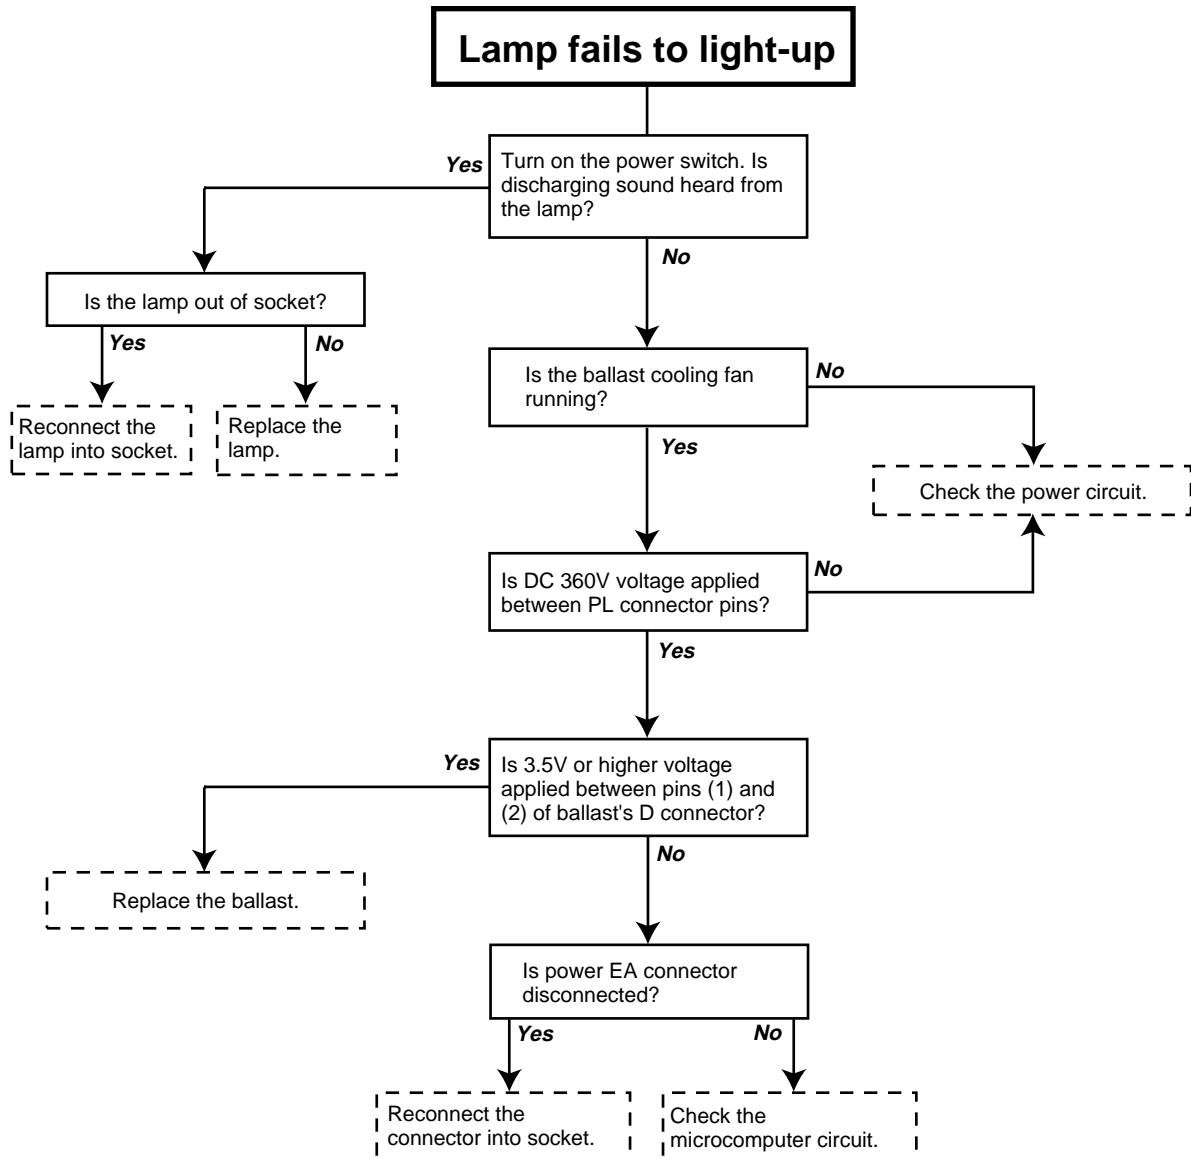 Lamp fails to light-up
Yes
Turn on the power switch. Is
discharging sound heard from
the lamp?
No
Is the lamp out of socket?
Yes
No
Reconnect the
lamp into socket.
Replace the
lamp.
Is the ballast cooling fan
running?
No
Yes
Check the power circuit.
Is DC 360V voltage applied
between PL connector pins?
No
Yes
Yes
Is 3.5V or higher voltage
applied between pins (1) and
(2) of ballast's D connector?
No
Replace the ballast.
Is power EA connector
disconnected?
Yes
No
Reconnect the
connector into socket.
Check the
microcomputer circuit.